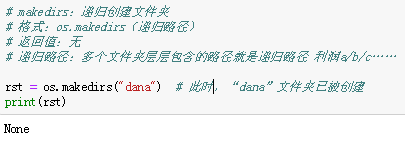 # makedirs：递归创建文件夹
# 格式：os.makedirs（递归路径）
# 返回值：无
# 递归路径：多个文件夹层层包含的路径就是递归路径 利润a/b/c……
rst = os.makedirs("dana")  # 此时，“dana”文件夹已被创建
print(rst)
None